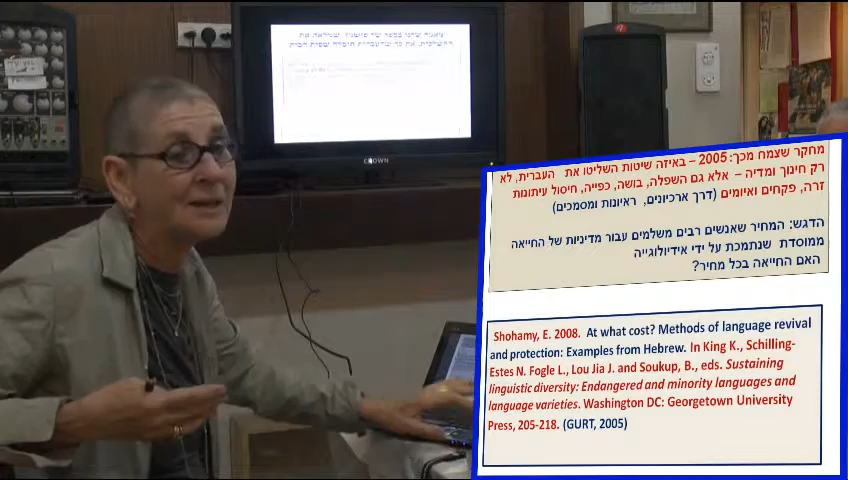 CROWN
מחקר שצמח מכך: 2005 – באיזה שיטות השליטו את העברית, לא
רק חינוך ומדיה – אלא גם השפלה, בושה, כפייה, חיסול עיתונות
זרה, פקחים ואיומים (דרך ארכיונים, ראיונות ומסמכים)
הדגש: המחיר שאנשים רבים משלמים עבור מדיניות של החייאה
ממוסדת שנתמכת על ידי אידיולוגייה
האם החייאה בכל מחיר?
Shohamy, E. 2008. At what cost? Methods of language revival
and protection: Examples from Hebrew. In King K., Schilling-
Estes N. Fogle L., Lou Jia J. and Soukup, B., eds. Sustaining
linguistic diversity: Endangered and minority languages and
language varieties. Washington DC: Georgetown University
Press, 205-218. (GURT, 2005)